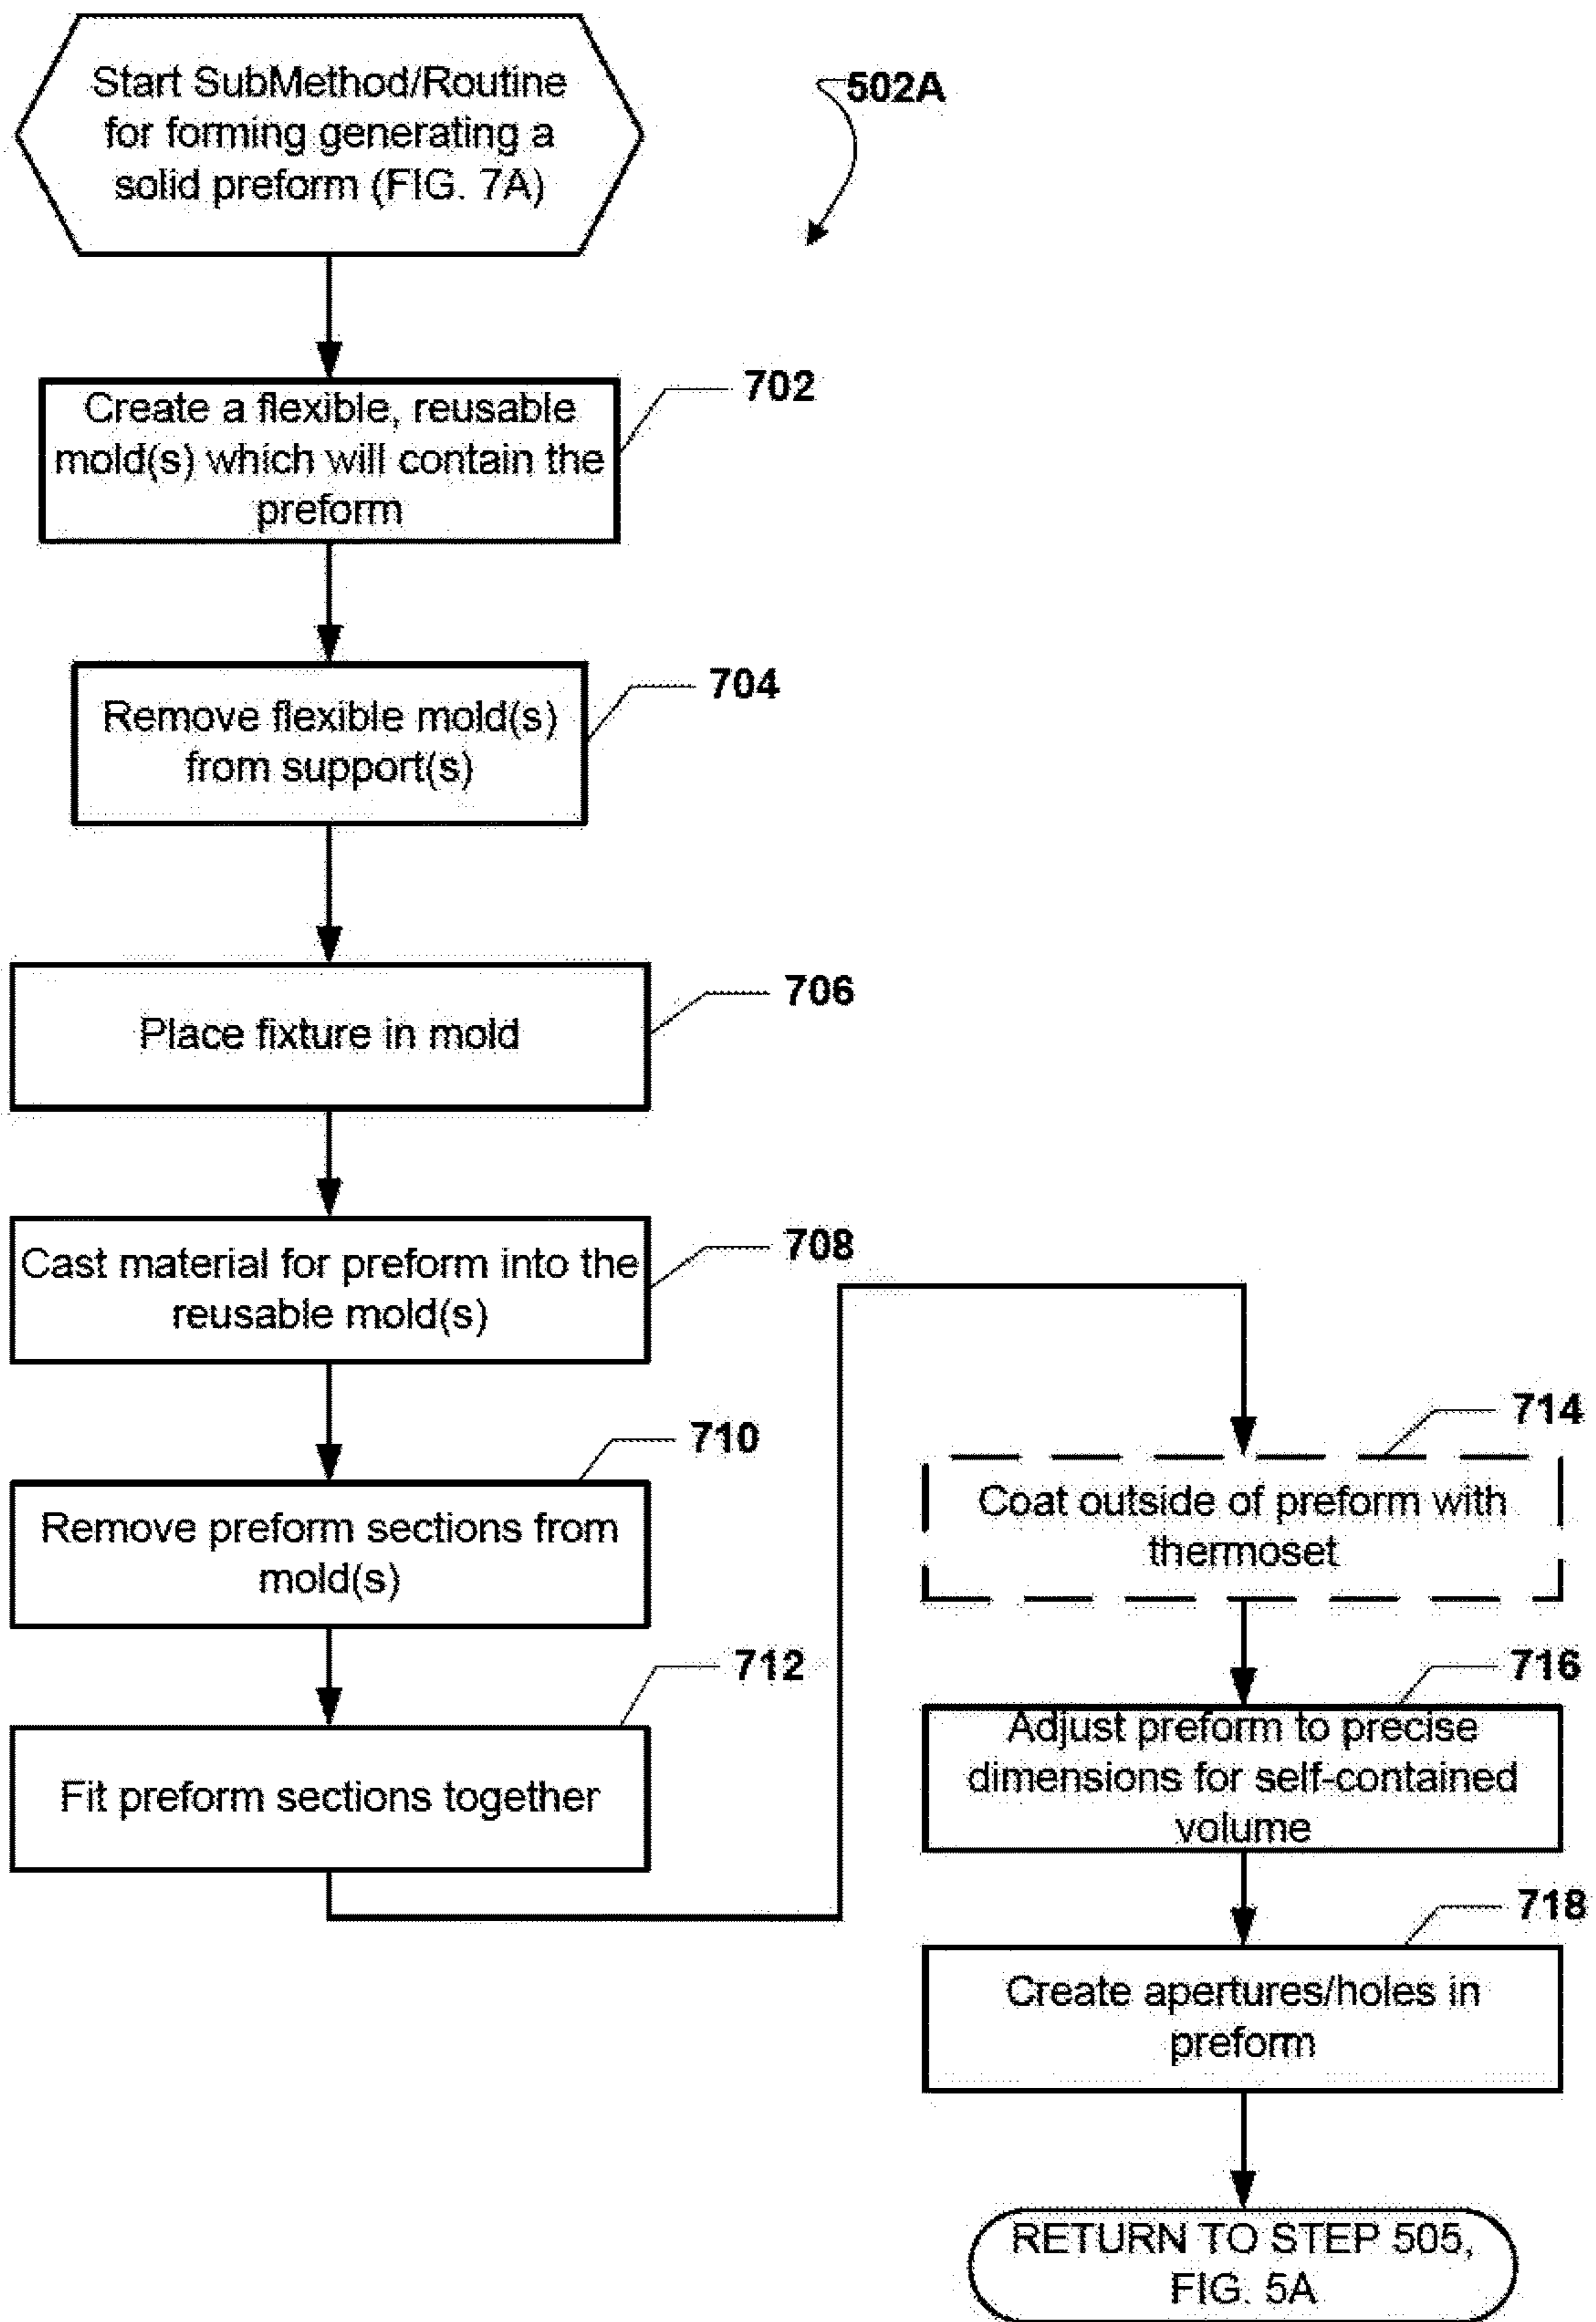 Start SubMethod/Routine
for forming generating a
solid preform (FIG. 7A)
502A
702
Create a flexible, reusable
mold(s) which will contain the
preform
704
Remove flexible mold(s)
from support(s)
706
Place fixture in mold
708
Cast material for preform into the
reusable mold(s)
710
Remove preform sections from
mold(s)
712
Fit preform sections together
714
Coat outside of preform with
thermoset
716
Adjust preform to precise
dimensions for self-contained
volume
718
Create apertures/holes in
preform
RETURN TO STEP 505,
FIG. 5A